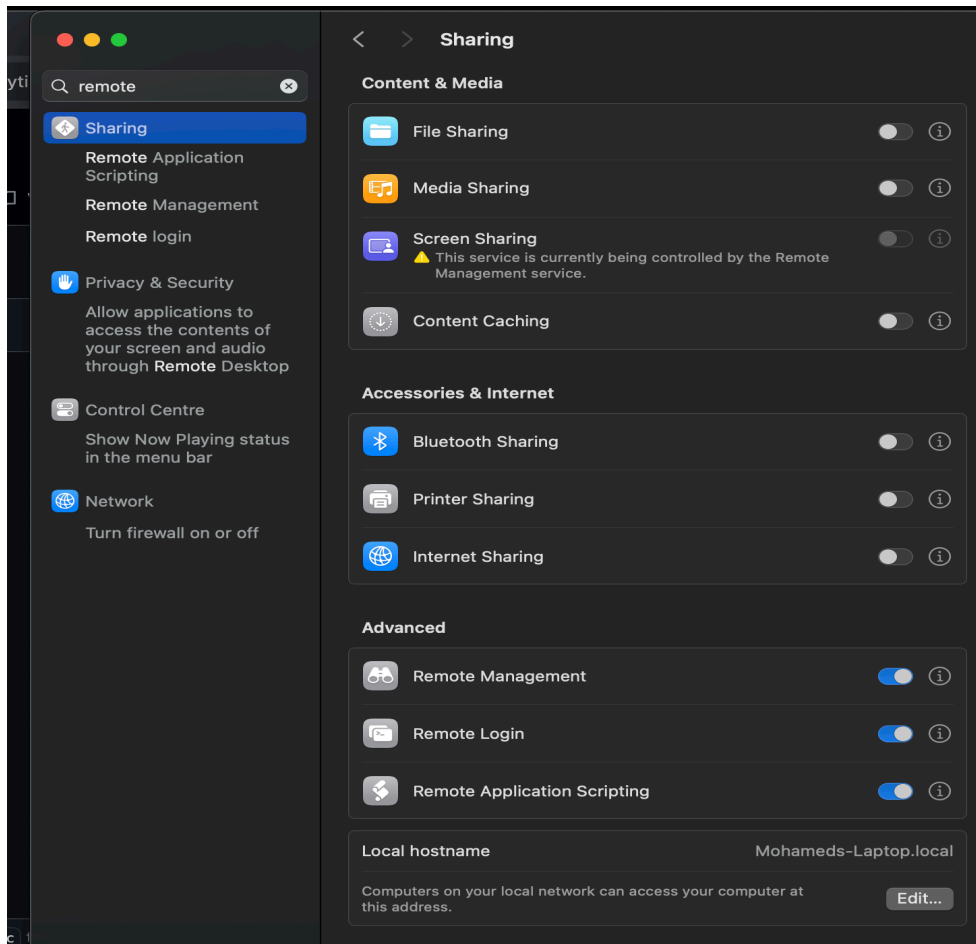 yti
remote
Sharing
Remote Application
Scripting
Remote Management
Remote login
Privacy & Security
Allow applications to
access the contents of
your screen and audio
through Remote Desktop
Control Centre
Show Now Playing status
in the menu bar
Network
Turn firewall on or off
Sharing
Content & Media
File Sharing
Media Sharing
Screen Sharing
This service is currently being controlled by the Remote
Management service.
Content Caching
Accessories & Internet
Bluetooth Sharing
Printer Sharing
Internet Sharing
Advanced
Remote Management
Remote Login
Remote Application Scripting
Local hostname
Mohameds-Laptop.local
Computers on your local network can access your computer at
this address.
Edit...